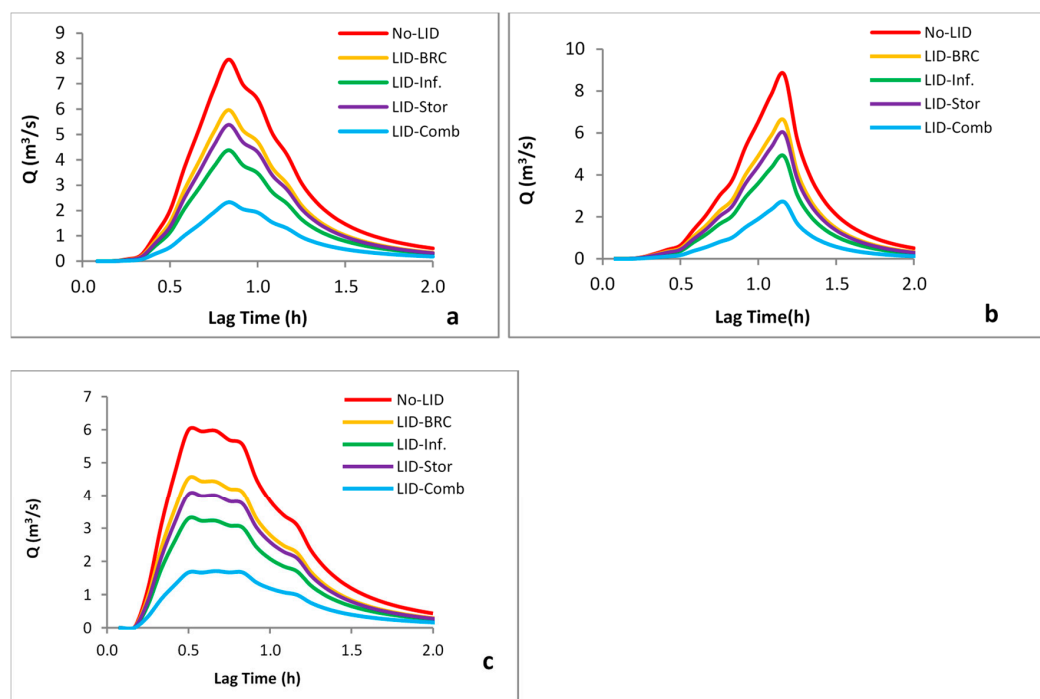 9
8
7
6
5
4
3
2
1
0
Q (m³/s)
0.0 0.5 1.0 1.5 2.0
Lag Time (h)
No-LID
LID-BRC
LID-Inf.
LID-Stor
LID-Comb
a
10
8
6
4
2
0
Q (m³/s)
0.0 0.5 1.0 1.5 2.0
Lag Time(h)
No-LID
LID-BRC
LID-Inf.
LID-Stor
LID-Comb
b
7
6
5
4
3
2
1
0
Q (m³/s)
0.0 0.5 1.0 1.5 2.0
Lag Time (h)
No-LID
LID-BRC
LID-Inf.
LID-Stor
LID-Comb
c